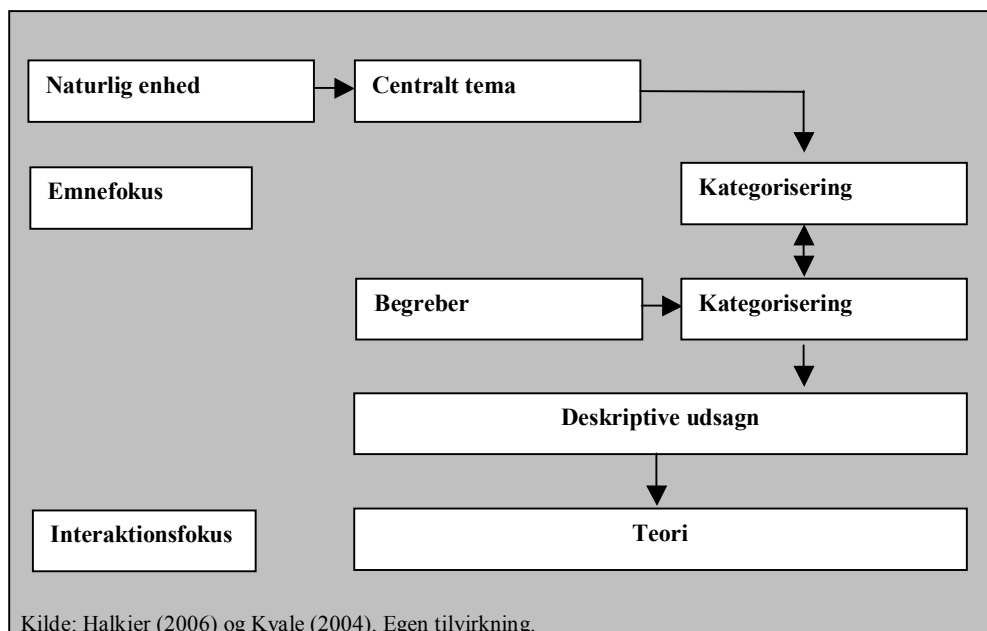 Naturlig enhed
Centralt tema
Emnefokus
Kategorisering
Begreber
Kategorisering
Deskriptive udsagn
Interaktionsfokus
Teori
Kilde: Halkier (2006) og Kvale (2004). Egen tilvirkning.